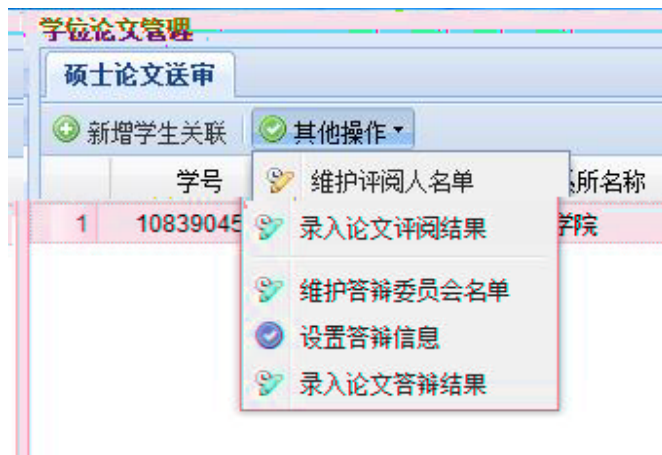 学位论文管理
硕士论文送审
新增学生关联 其他操作
学号 所名称
维护评阅人名单
1 10839045 学院
录入论文评阅结果
维护答辩委员会名单
设置答辩信息
录入论文答辩结果